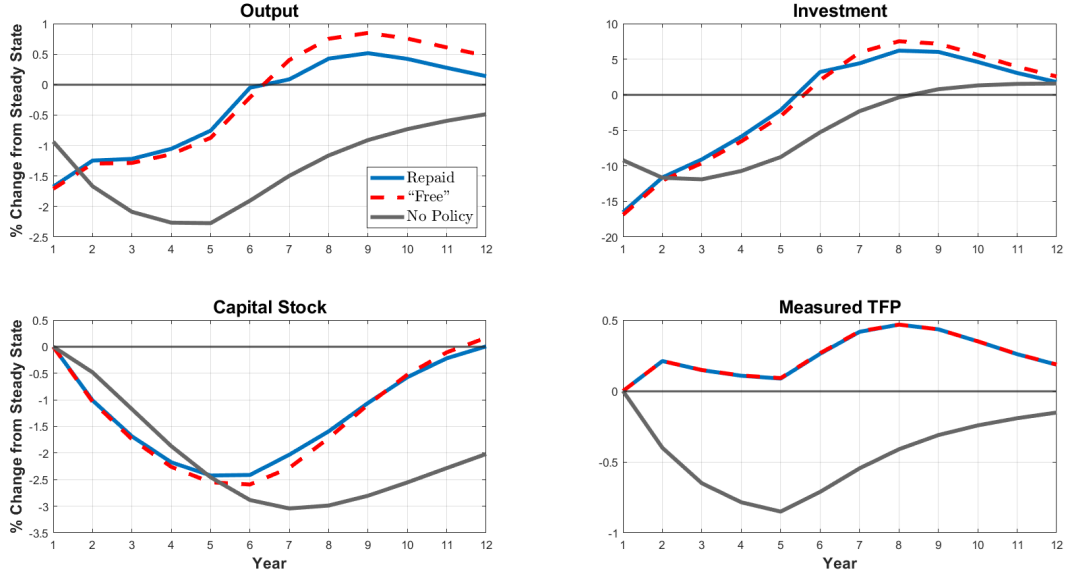 Output
% Change from Steady State
1
0.5
0
-0.5
-1
-1.5
-2
-2.5
1 2 3 4 5 6 7 8 9 10 11 12
Repaid
“Free”
No Policy
Investment
10
5
0
-5
-10
-15
-20
1 2 3 4 5 6 7 8 9 10 11 12
Capital Stock
% Change from Steady State
0.5
0
-0.5
-1
-1.5
-2
-2.5
-3
-3.5
1 2 3 4 5 6 7 8 9 10 11 12
Year
Measured TFP
0.5
0
-0.5
-1
1 2 3 4 5 6 7 8 9 10 11 12
Year